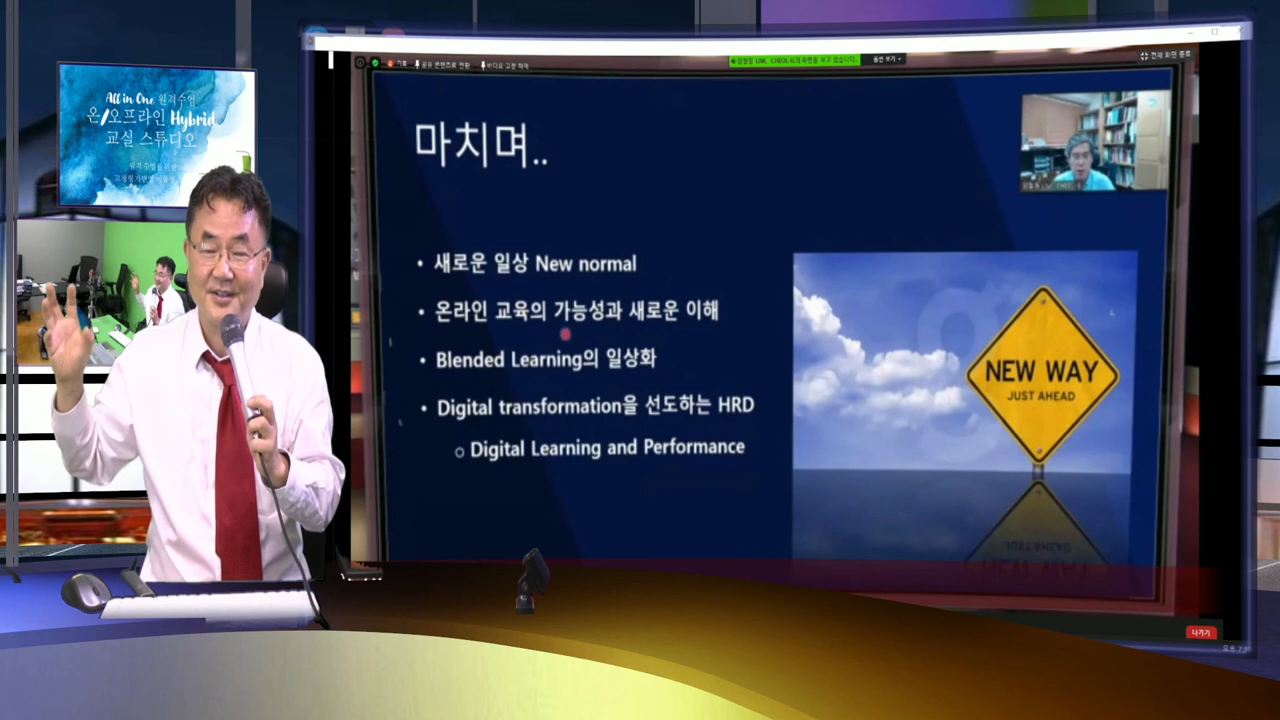 All in One 원격수업
온/오프라인 Hybrid
교실 스튜디오
마치며..
• 새로운 일상 New normal
• 온라인 교육의 가능성과 새로운 이해
• Blended Learning의 일상화
• Digital transformation을 선도하는 HRD
○ Digital Learning and Performance
NEW WAY
JUST AHEAD
나가기